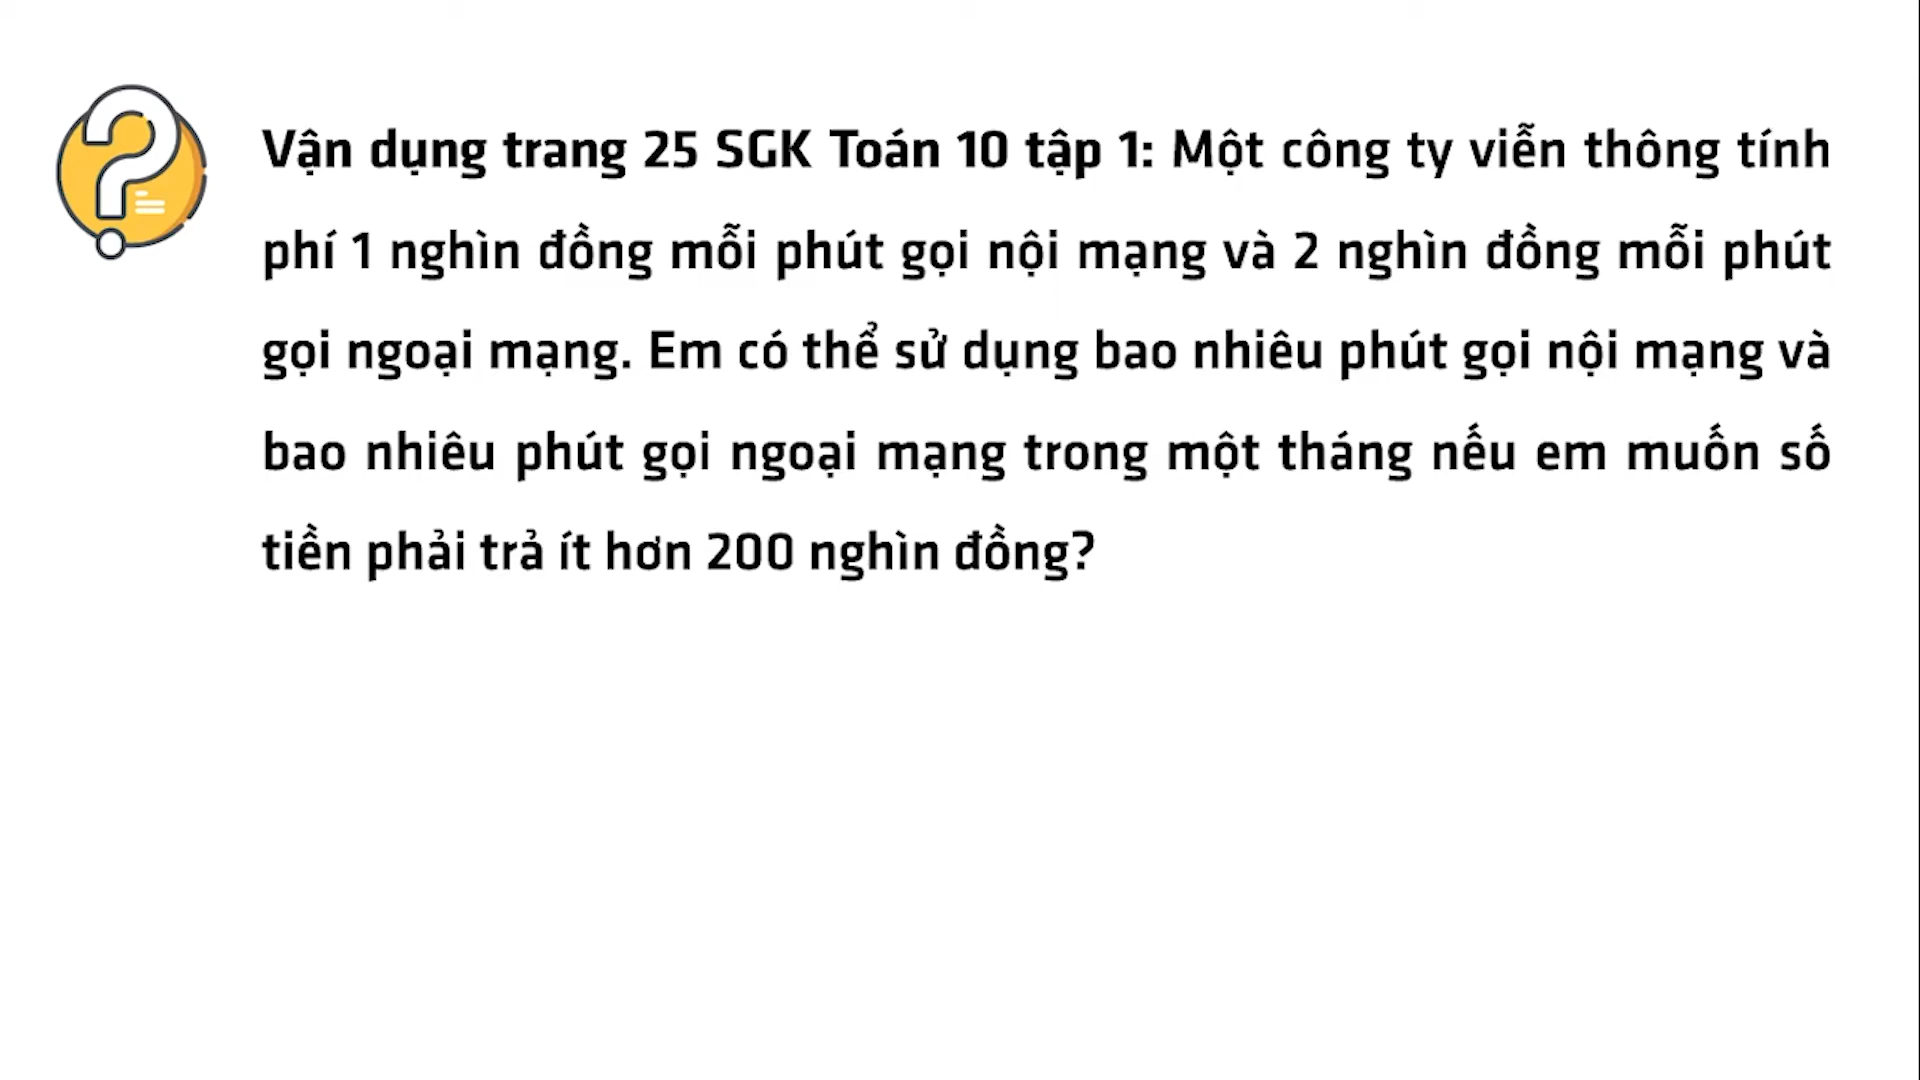 Vận dụng trang 25 SGK Toán 10 tập 1: Một công ty viễn thông tính
phí 1 nghìn đồng mỗi phút gọi nội mạng và 2 nghìn đồng mỗi phút
gọi ngoại mạng. Em có thể sử dụng bao nhiêu phút gọi nội mạng và
bao nhiêu phút gọi ngoại mạng trong một tháng nếu em muốn số
tiền phải trả ít hơn 200 nghìn đồng?